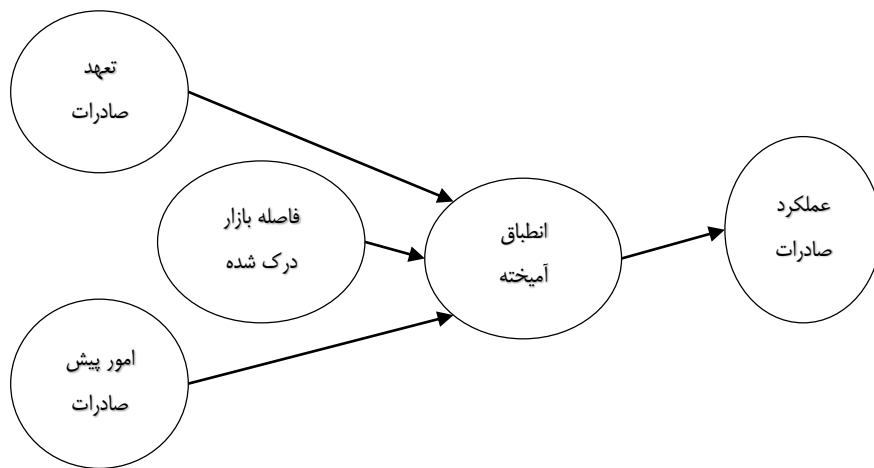 تعهد
صادرات
فاصله بازار
درک شده
امور پیش
صادرات
انطباق
آمیخته
عملکرد
صادرات